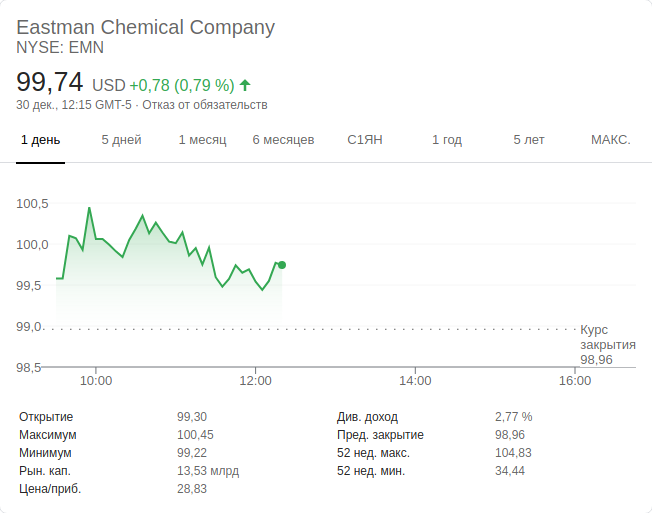 Eastman Chemical Company
NYSE: EMN
99,74 USD +0,78 (0,79 %)
30 дек., 12:15 GMT-5 · Отказ от обязательств
1 день 5 дней 1 месяц 6 месяцев С1ЯН 1 год 5 лет МАКС.
100,5
100,0
99,5
99,0
Курс
закрытия
98,96
98,5
10:00 12:00 14:00 16:00
Открытие 99,30 Див. доход 2,77 %
Максимум 100,45 Пред. закрытие 98,96
Минимум 99,22 52 нед. макс. 104,83
Рын. кап. 13,53 млрд 52 нед. мин. 34,44
Цена/приб. 28,83